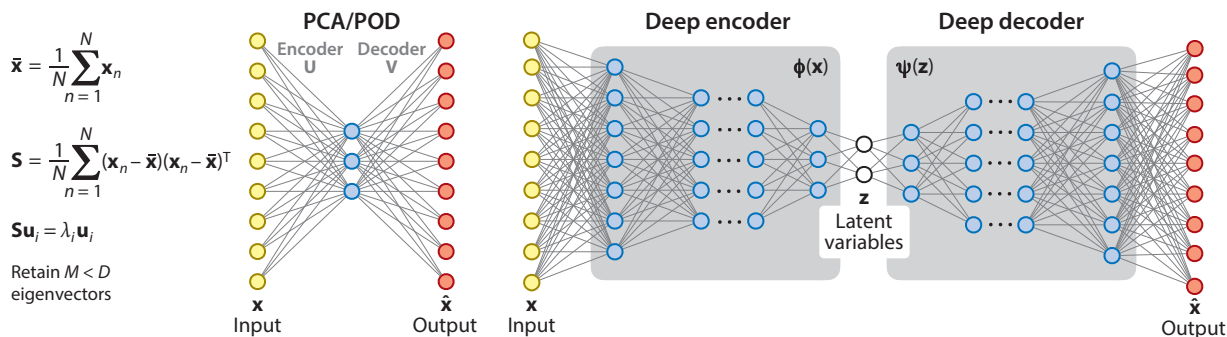 x̄ = 1/N ∑_{n = 1}^{N} x_n
S = 1/N ∑_{n = 1}^{N} (x_n – x̄)(x_n – x̄)^T
Su_i = λ_i u_i
Retain M < D
eigenvectors
PCA/POD
Encoder Decoder
U V
x x̂
Input Output
Deep encoder Deep decoder
ϕ(x) ψ(z)
z
Latent
variables
x x̂
Input Output